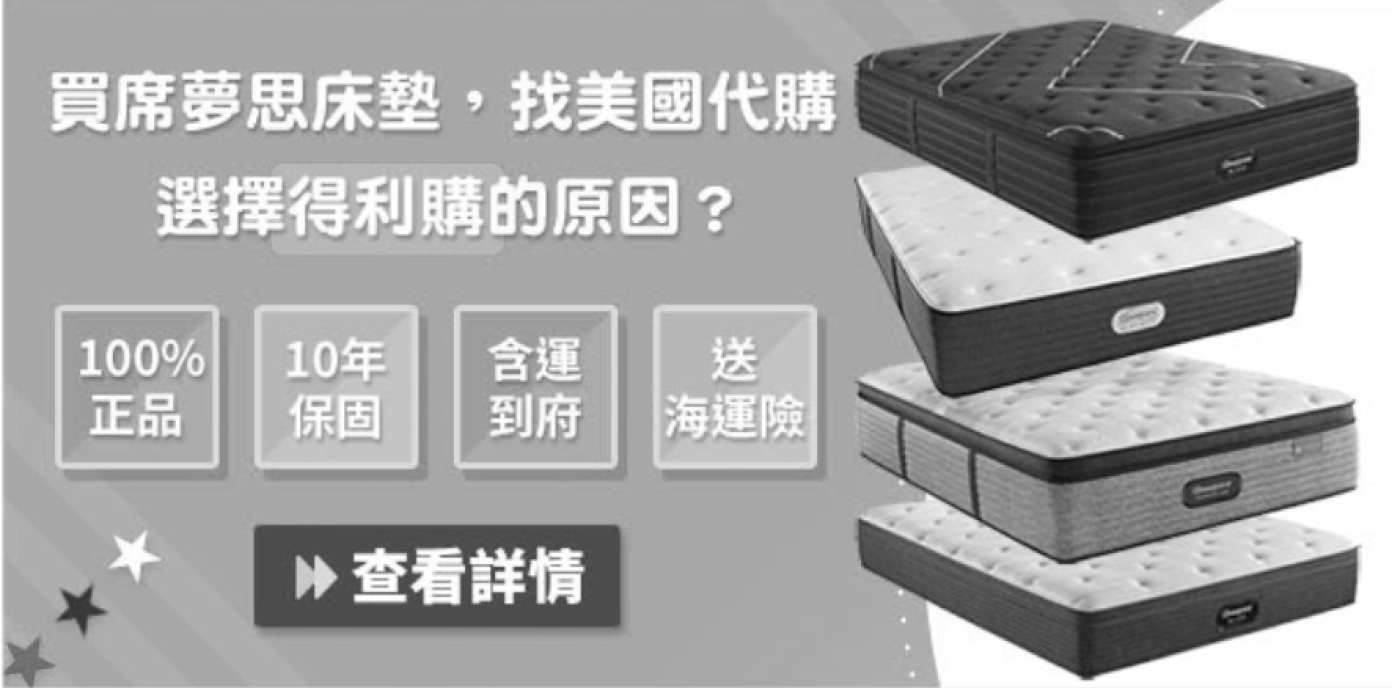 買席夢思床墊，找美國代購
選擇得利購的原因？
100%
正品
10年
保固
含運
到府
送
海運險
查看詳情